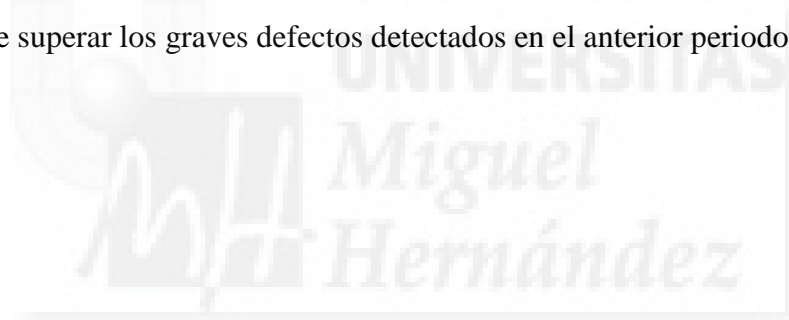 e superar los graves defectos detectados en el anterior periodo
UNIVERSITAS
Miguel
Hernández